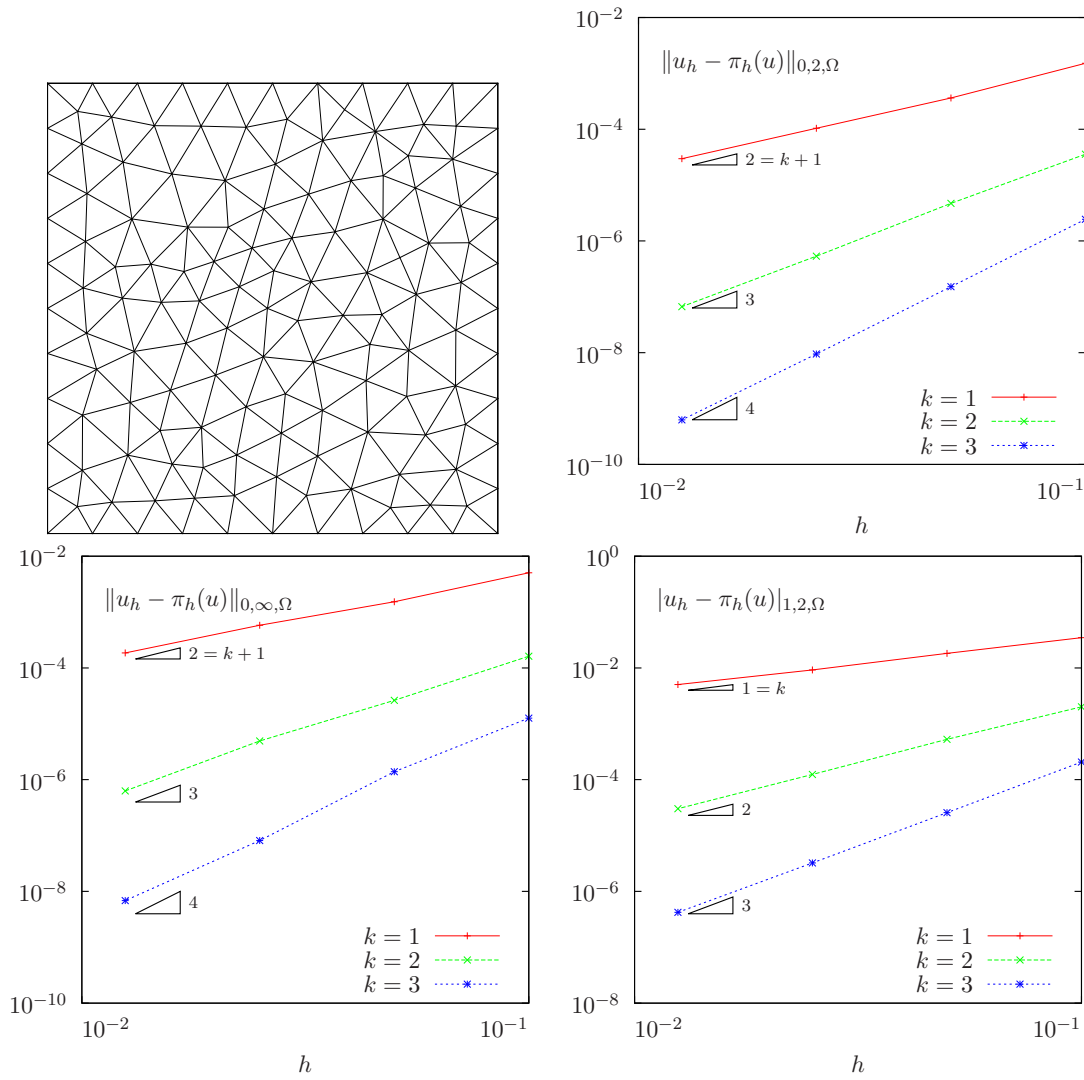 10⁻²
‖u_h − π_h(u)‖_{0,2,Ω}
10⁻⁴
2 = k + 1
10⁻⁶
3
10⁻⁸
4
k = 1
k = 2
k = 3
10⁻¹⁰
10⁻² 10⁻¹
h
10⁻²
‖u_h − π_h(u)‖_{0,∞,Ω}
2 = k + 1
10⁻⁴
10⁻⁶
3
10⁻⁸
4
k = 1
k = 2
k = 3
10⁻¹⁰
10⁻² 10⁻¹
h
10⁰
|u_h − π_h(u)|_{1,2,Ω}
10⁻²
1 = k
10⁻⁴
2
10⁻⁶
3
k = 1
k = 2
k = 3
10⁻⁸
10⁻² 10⁻¹
h